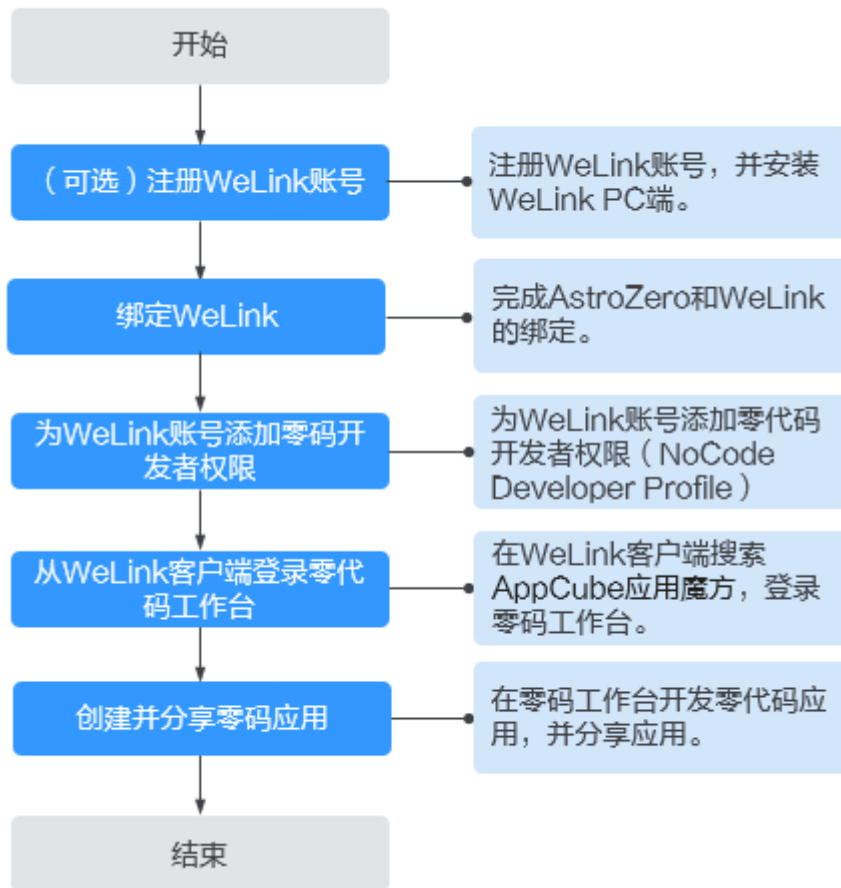 开始
（可选）注册WeLink账号
注册WeLink账号，并安装
WeLink PC端。
绑定WeLink
完成AstroZero和WeLink
的绑定。
为WeLink账号添加零码开
发者权限
为WeLink账号添加零代码
开发者权限（NoCode
Developer Profile）
从WeLink客户端登录零代
码工作台
在WeLink客户端搜索
AppCube应用魔方，登录
零码工作台。
创建并分享零码应用
在零码工作台开发零代码应
用，并分享应用。
结束